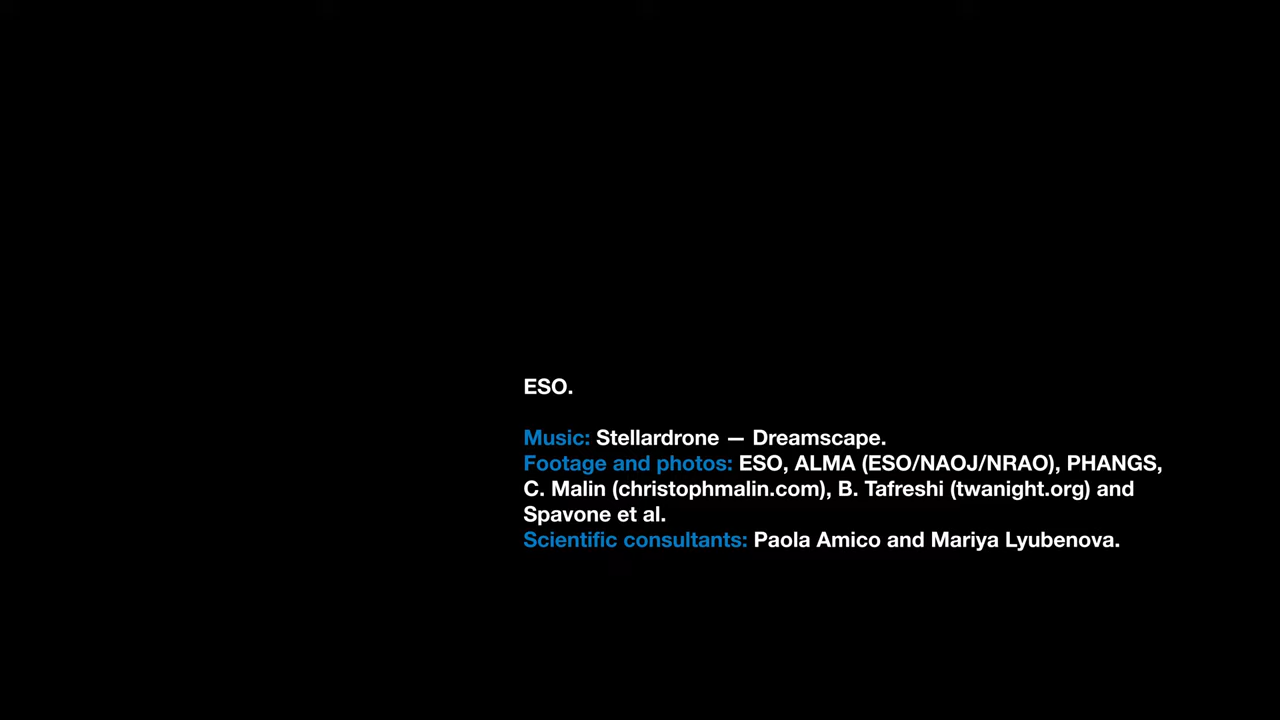 ESO.
Music: Stellardrone — Dreamscape.
Footage and photos: ESO, ALMA (ESO/NAOJ/NRAO), PHANGS,
C. Malin (christophmalin.com), B. Tafreshi (twanight.org) and
Spavone et al.
Scientific consultants: Paola Amico and Mariya Lyubenova.